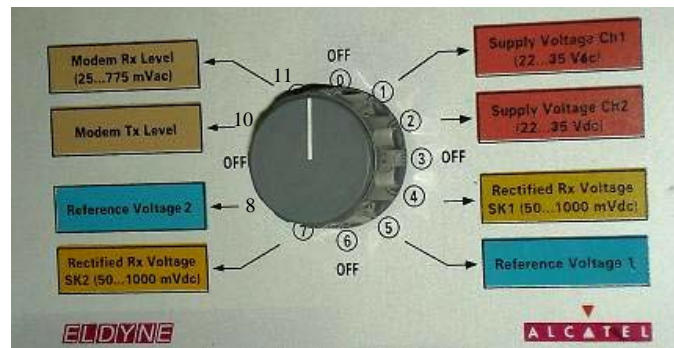 Modem Rx Level
(25...775 mVac)
11
OFF
0
1
Supply Voltage Ch1
(22...35 Vdc)
Modem Tx Level
10
2
Supply Voltage Ch2
(22...35 Vdc)
OFF
3
OFF
Reference Voltage 2
8
4
Rectified Rx Voltage
SK1 (50...1000 mVdc)
Rectified Rx Voltage
SK2 (50...1000 mVdc)
7
6
5
Reference Voltage 1
OFF
ELDYNE
ALCATEL